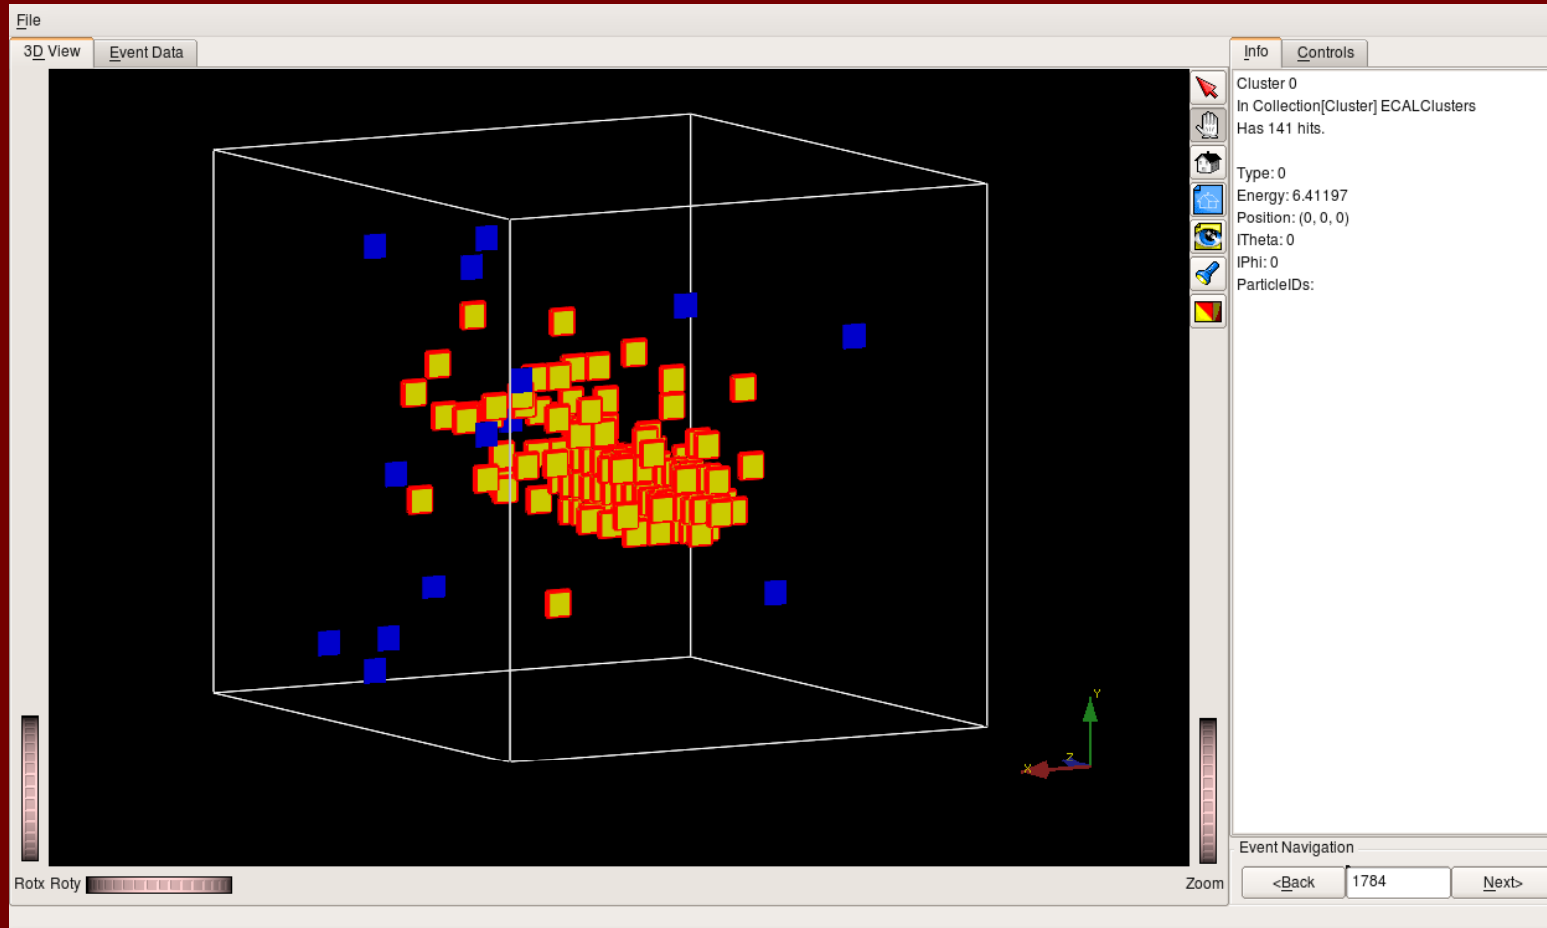 File
3D View
Event Data
Info
Controls
Cluster 0
In Collection[Cluster] ECALClusters
Has 141 hits.
Type: 0
Energy: 6.41197
Position: (0, 0, 0)
ITheta: 0
IPhi: 0
ParticleIDs:
Y
Z
X
Event Navigation
Rotx Roty
Zoom
<Back
1784
Next>